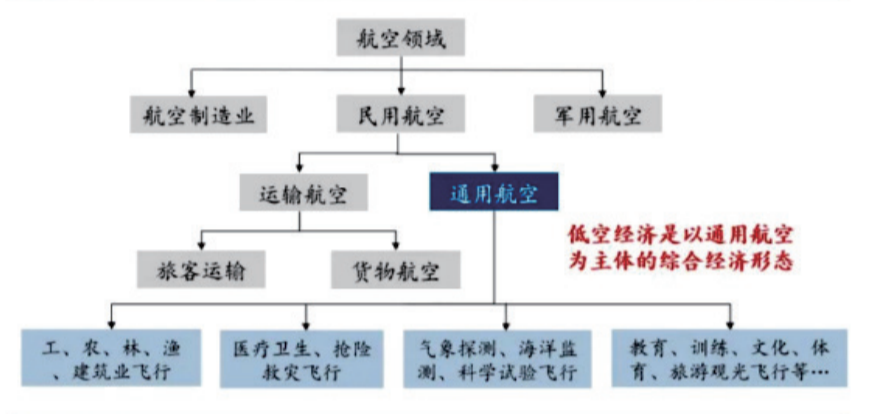 航空领域
航空制造业
民用航空
军用航空
运输航空
通用航空
低空经济是以通用航空
为主体的综合经济形态
旅客运输
货物航空
工、农、林、渔
、建筑业飞行
医疗卫生、抢险
救灾飞行
气象探测、海洋监
测、科学试验飞行
教育、训练、文化、体
育、旅游观光飞行等…